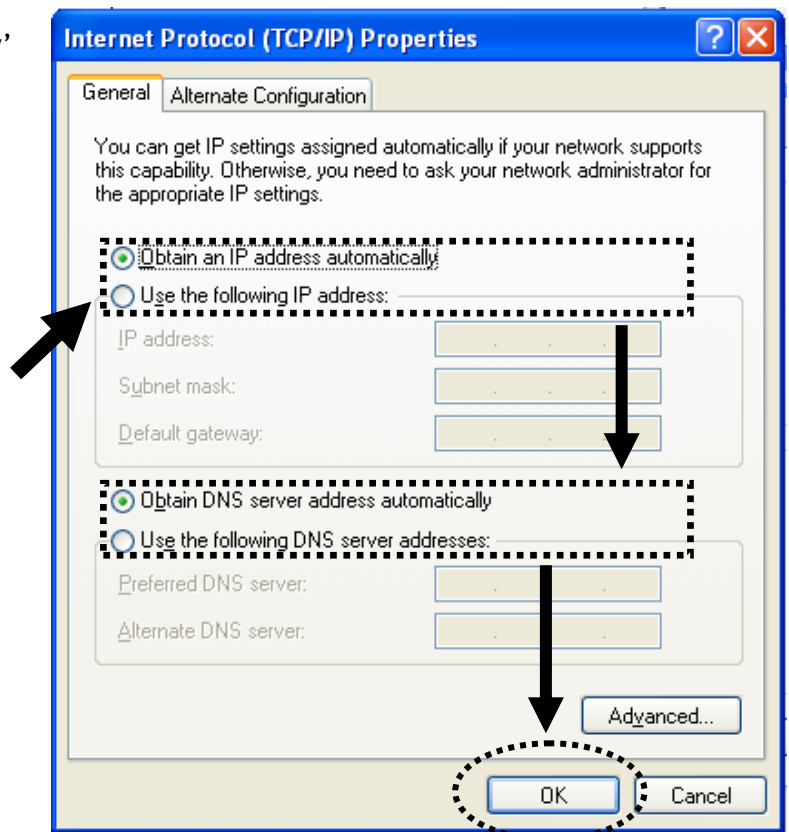 Internet Protocol (TCP/IP) Properties
General Alternate Configuration
You can get IP settings assigned automatically if your network supports
this capability. Otherwise, you need to ask your network administrator for
the appropriate IP settings.
Obtain an IP address automatically
Use the following IP address:
IP address:
Subnet mask:
Default gateway:
Obtain DNS server address automatically
Use the following DNS server addresses:
Preferred DNS server:
Alternate DNS server:
Advanced...
OK Cancel